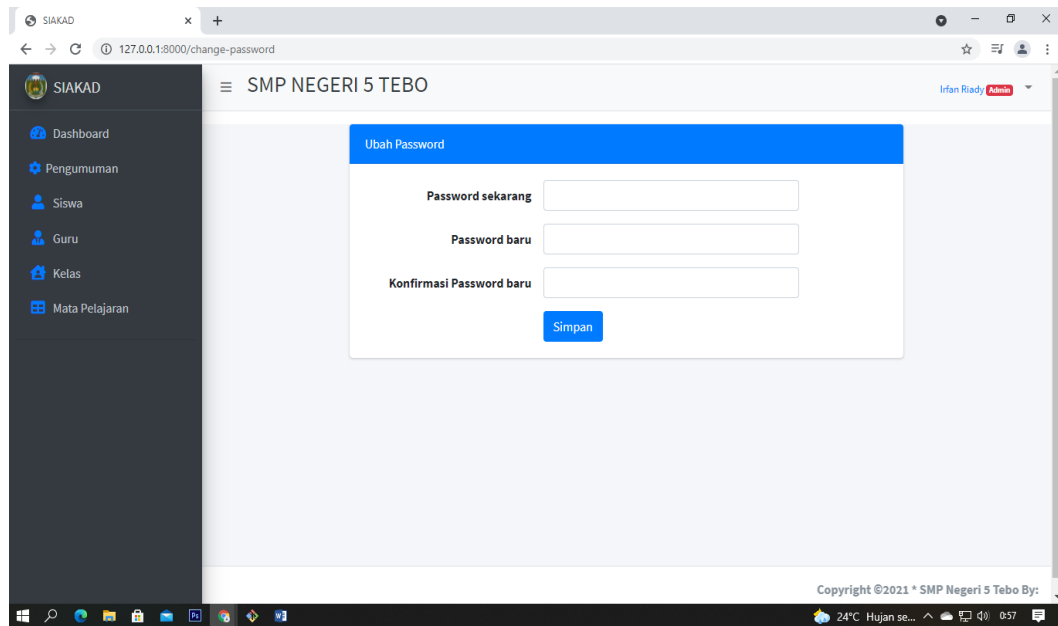 SIAKAD
127.0.0.1:8000/change-password
SIAKAD
SMP NEGERI 5 TEBO
Irfan Riady Admin
Dashboard
Pengumuman
Siswa
Guru
Kelas
Mata Pelajaran
Ubah Password
Password sekarang
Password baru
Konfirmasi Password baru
Simpan
Copyright ©2021 * SMP Negeri 5 Tebo By:
Ps
24°C Hujan se...
0:57